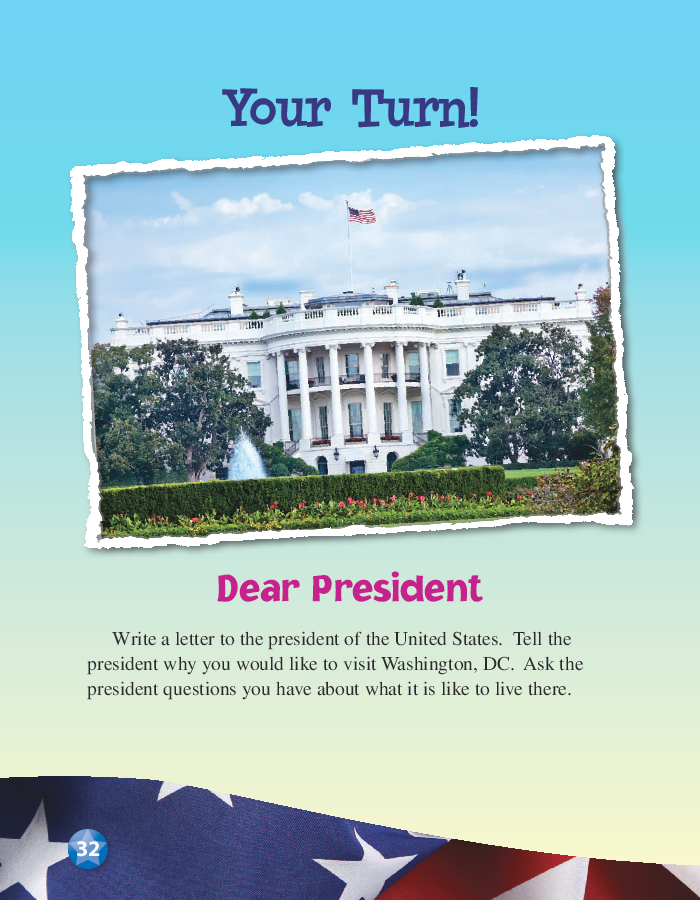 Your Turn!
Dear President
Write a letter to the president of the United States. Tell the
president why you would like to visit Washington, DC. Ask the
president questions you have about what it is like to live there.
32